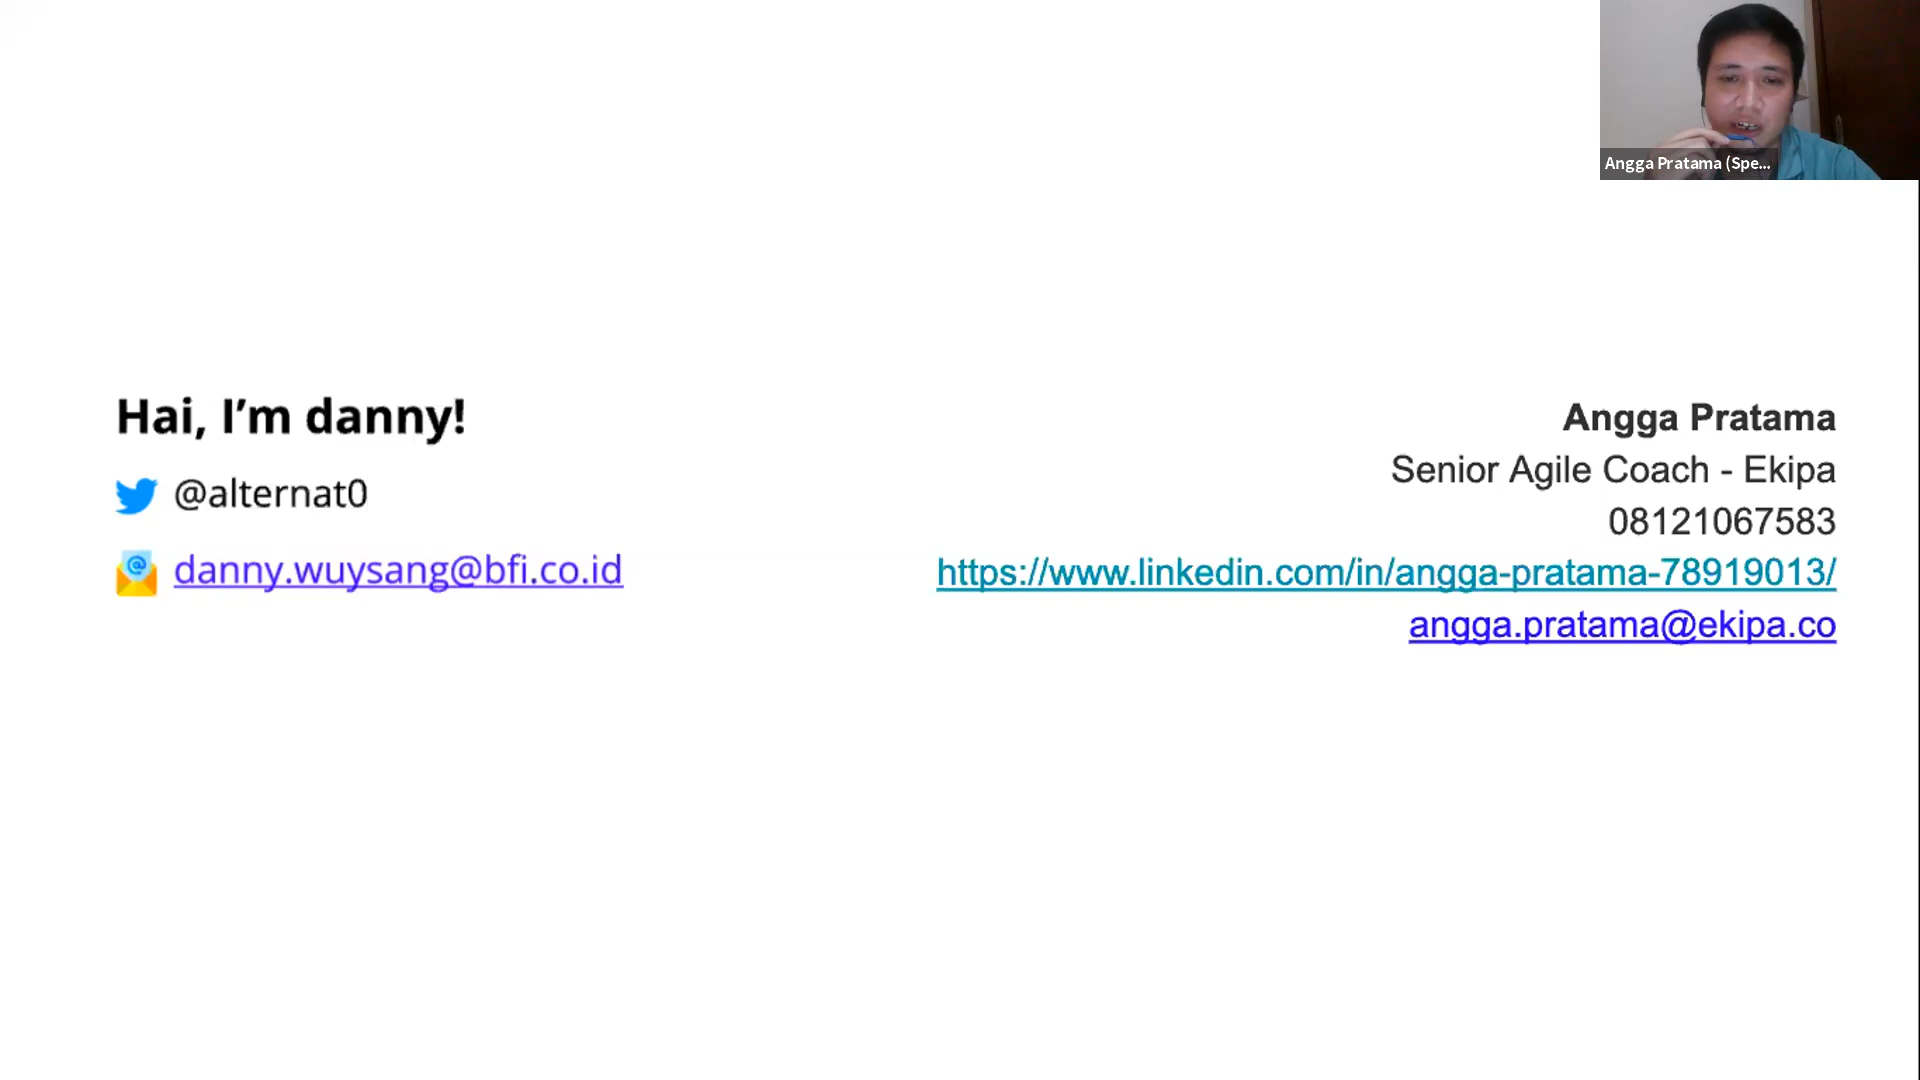 Angga Pratama (Spe...
Hai, I’m danny!
@alternat0
danny.wuysang@bfi.co.id
Angga Pratama
Senior Agile Coach - Ekipa
08121067583
https://www.linkedin.com/in/angga-pratama-78919013/
angga.pratama@ekipa.co